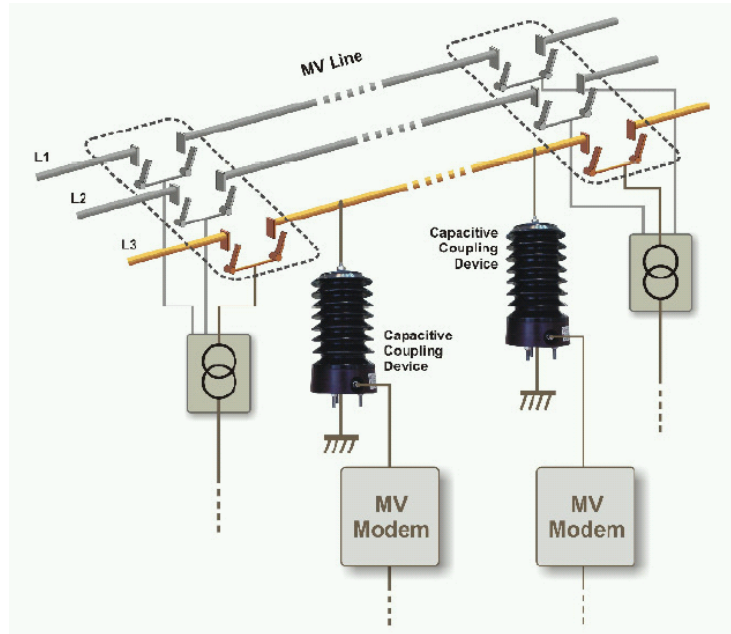 MV Line
L1
L2
L3
Capacitive
Coupling
Device
Capacitive
Coupling
Device
MV
Modem
MV
Modem